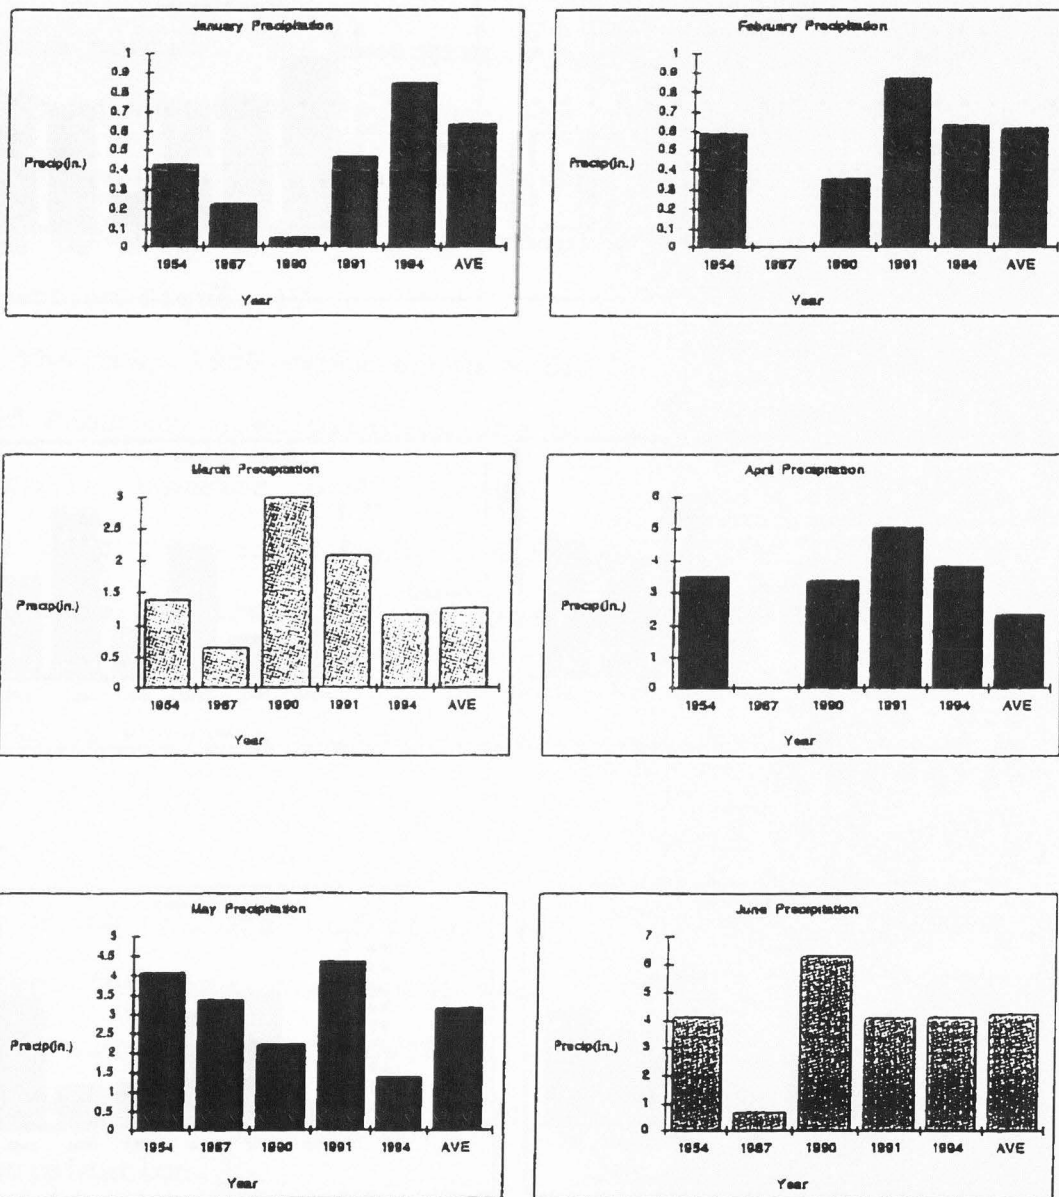 January Precipitation
1
0.9
0.8
0.7
0.6
0.5
Precip(in.)
0.4
0.3
0.2
0.1
0
1954 1987 1990 1991 1994 AVE
Year
February Precipitation
1
0.9
0.8
0.7
0.6
0.5
Precip(in.)
0.4
0.3
0.2
0.1
0
1954 1987 1990 1991 1994 AVE
Year
March Precipitation
3
2.5
2
1.5
Precip(in.)
1
0.5
0
1954 1987 1990 1991 1994 AVE
Year
April Precipitation
6
5
4
3
Precip(in.)
2
1
0
1954 1987 1990 1991 1994 AVE
Year
May Precipitation
5
4.5
4
3.5
3
2.5
Precip(in.)
2
1.5
1
0.5
0
1954 1987 1990 1991 1994 AVE
Year
June Precipitation
7
6
5
4
Precip(in.)
3
2
1
0
1954 1987 1990 1991 1994 AVE
Year